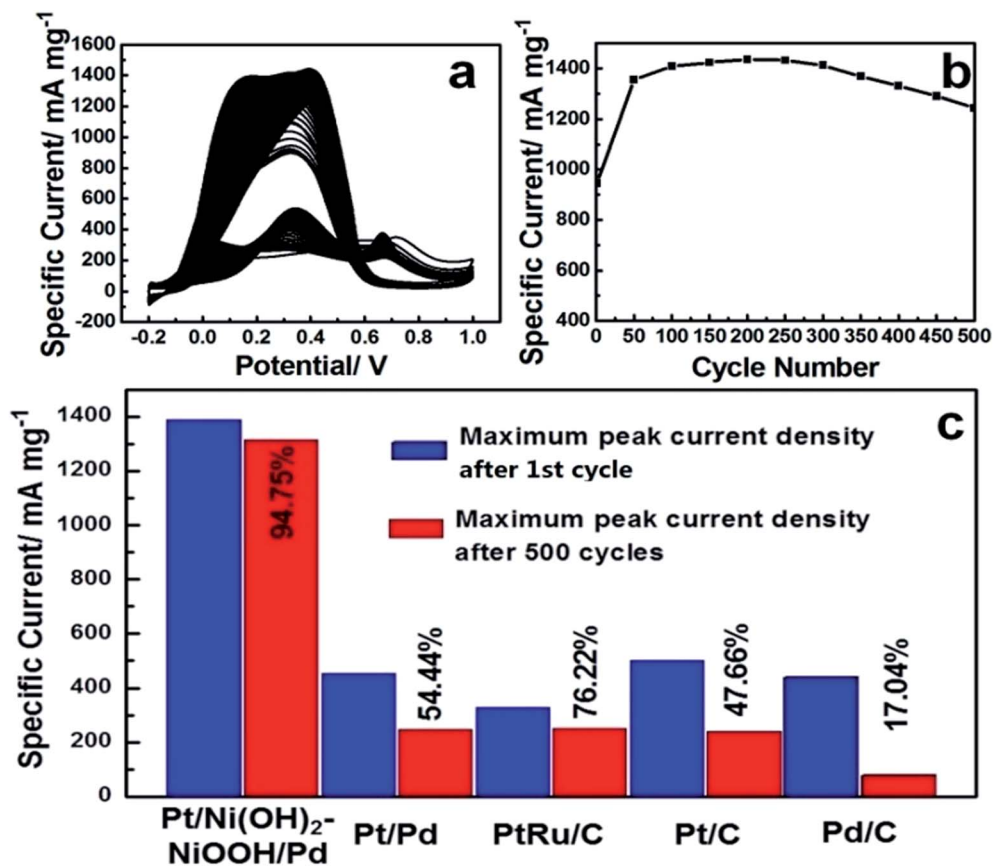 a
Specific Current/ mA mg⁻¹
1600
1400
1200
1000
800
600
400
200
0
-200
-0.2 0.0 0.2 0.4 0.6 0.8 1.0
Potential/ V
b
Specific Current/ mA mg⁻¹
1400
1200
1000
800
600
400
0 50 100 150 200 250 300 350 400 450 500
Cycle Number
c
Specific Current/ mA mg⁻¹
1400
1200
1000
800
600
400
200
0
Maximum peak current density
after 1st cycle
Maximum peak current density
after 500 cycles
94.75%
54.44%
76.22%
47.66%
17.04%
Pt/Ni(OH)₂-
NiOOH/Pd
Pt/Pd
PtRu/C
Pt/C
Pd/C